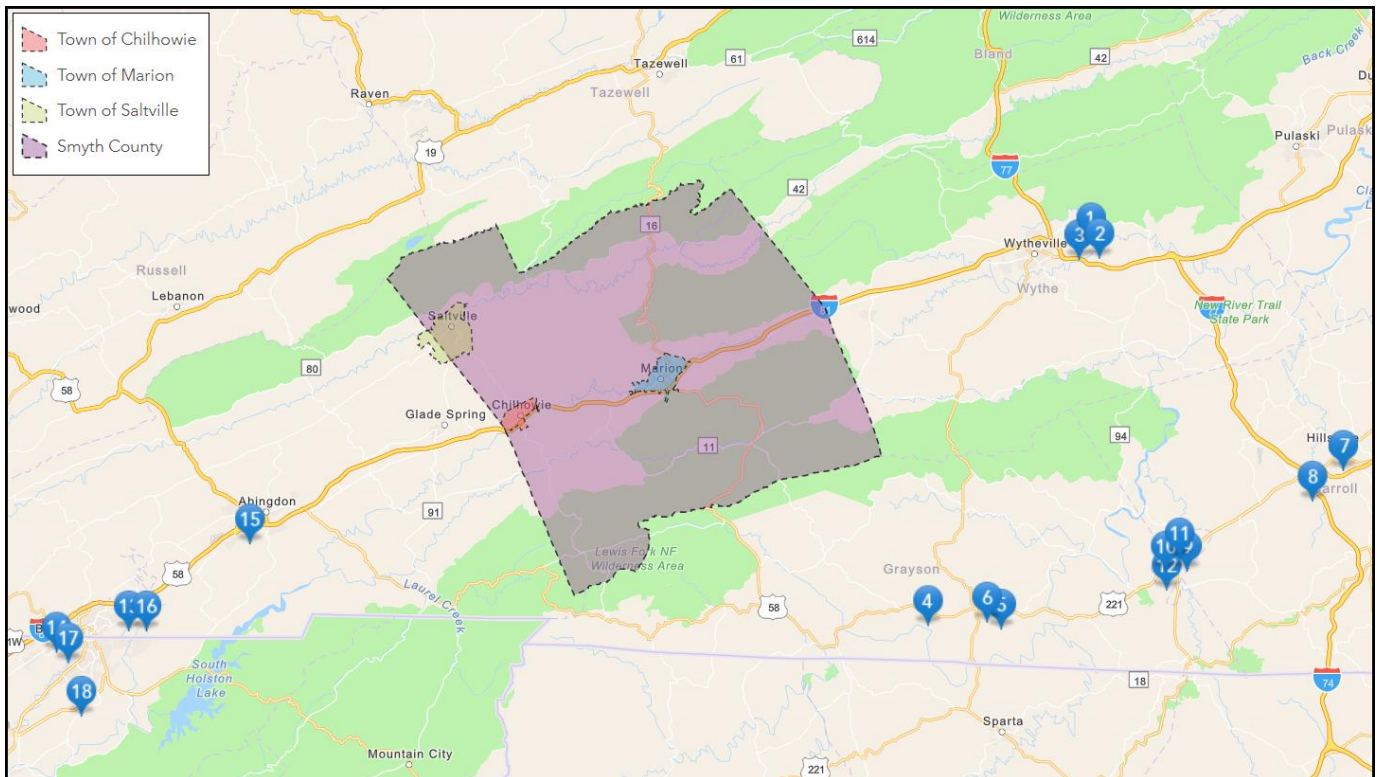 Town of Chilhowie
Town of Marion
Town of Saltville
Smyth County
Wilderness Area
614
61
Bland
42
Back Creek
Tazewell
Tazewell
Raven
19
77
Pulaski
42
16
1
3
2
Wytheville
Wythe
Russell
Lebanon
wood
Saltville
81
New River Trail
State Park
80
58
Marion
Chilhowie
Glade Spring
11
94
7
8
Abingdon
15
91
58
Lewis Fork NF
Wilderness Area
Grayson
11
9
12
Laurel Creek
4
6
5
58
221
16
17
South
Holston
Lake
18
18
74
Sparta
Mountain City
221